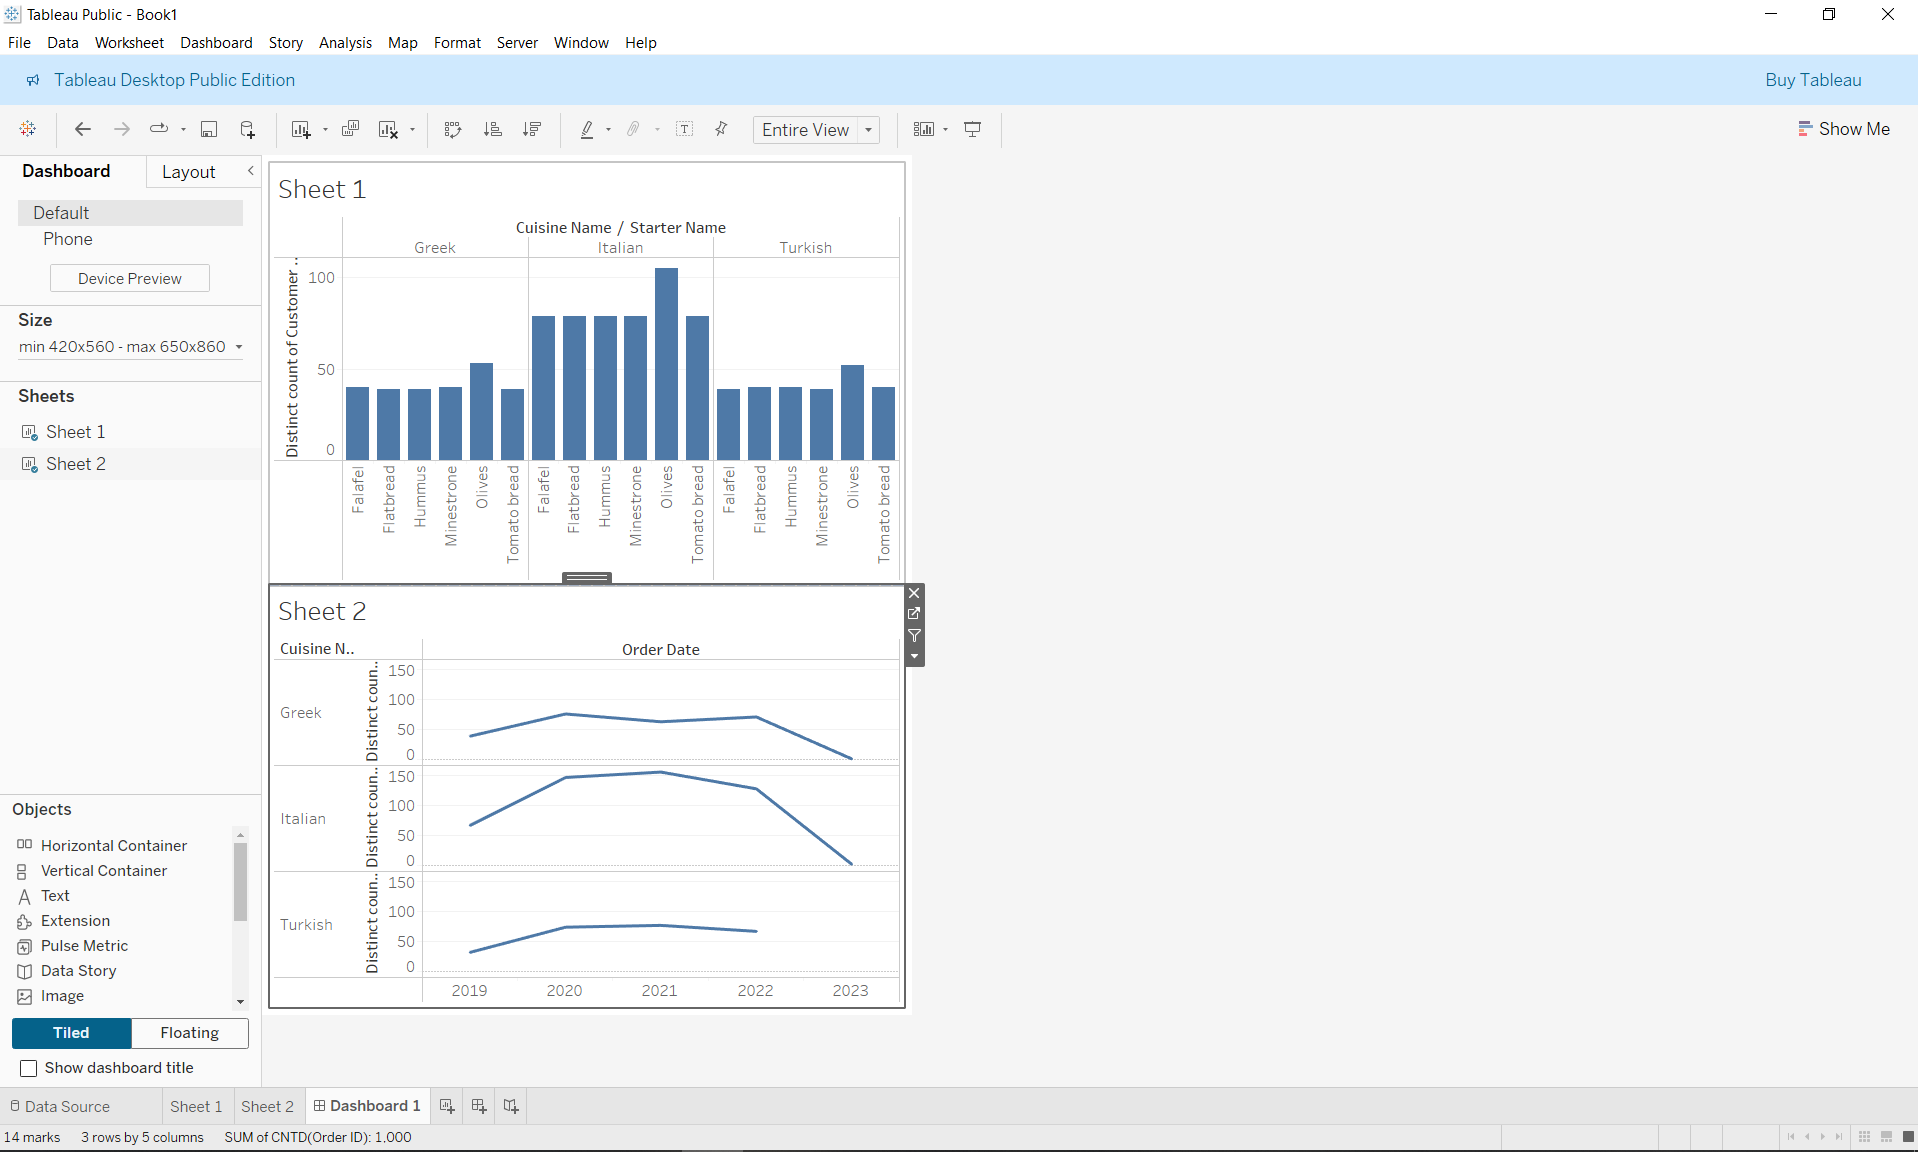 Tableau Public - Book1
File Data Worksheet Dashboard Story Analysis Map Format Server Window Help
Tableau Desktop Public Edition
Buy Tableau
Entire View
Show Me
Dashboard
Layout
Default
Phone
Device Preview
Size
min 420x560 - max 650x860
Sheets
Sheet 1
Sheet 2
Objects
Horizontal Container
Vertical Container
Text
Extension
Pulse Metric
Data Story
Image
Tiled
Floating
Show dashboard title
Sheet 1
Cuisine Name / Starter Name
Greek Italian Turkish
Distinct count of Customer ..
100
50
0
Falafel
Flatbread
Hummus
Minestrone
Olives
Tomato bread
Falafel
Flatbread
Hummus
Minestrone
Olives
Tomato bread
Falafel
Flatbread
Hummus
Minestrone
Olives
Tomato bread
Sheet 2
Cuisine N..
Order Date
Greek
Distinct coun..
150
100
50
0
Italian
Distinct coun..
150
100
50
0
Turkish
Distinct coun..
150
100
50
0
2019 2020 2021 2022 2023
Data Source
Sheet 1
Sheet 2
Dashboard 1
14 marks
3 rows by 5 columns
SUM of CNTD(Order ID): 1,000